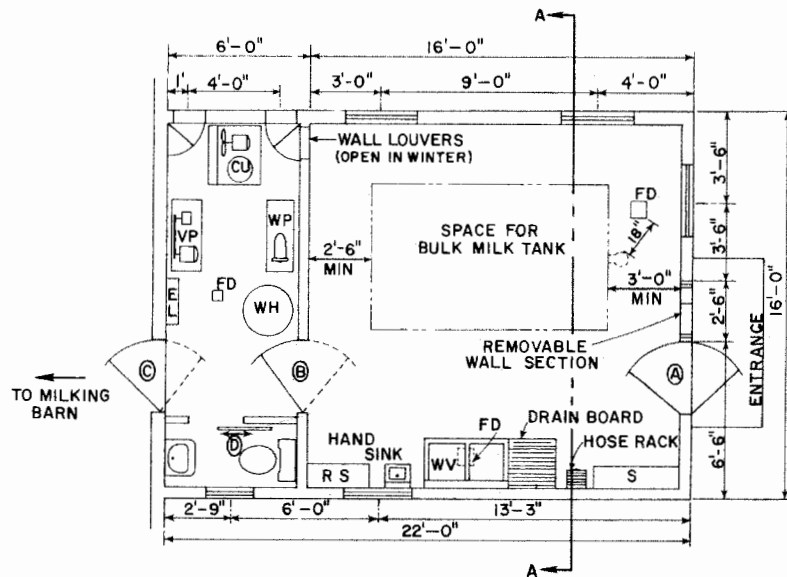 A
6'-0"
16'-0"
1'
4'-0"
3'-0"
9'-0"
4'-0"
WALL LOUVERS
(OPEN IN WINTER)
CU
3'-6"
FD
SPACE FOR
BULK MILK TANK
18"
VP
WP
2'-6"
MIN
3'-6"
3'-0"
MIN
FD
EL
WH
2'-6"
16'-0"
REMOVABLE
WALL SECTION
ENTRANCE
C
B
A
TO MILKING
BARN
DRAIN BOARD
FD
HOSE RACK
D
HAND
SINK
WV
6'-6"
RS
S
2'-9"
6'-0"
13'-3"
22'-0"
A